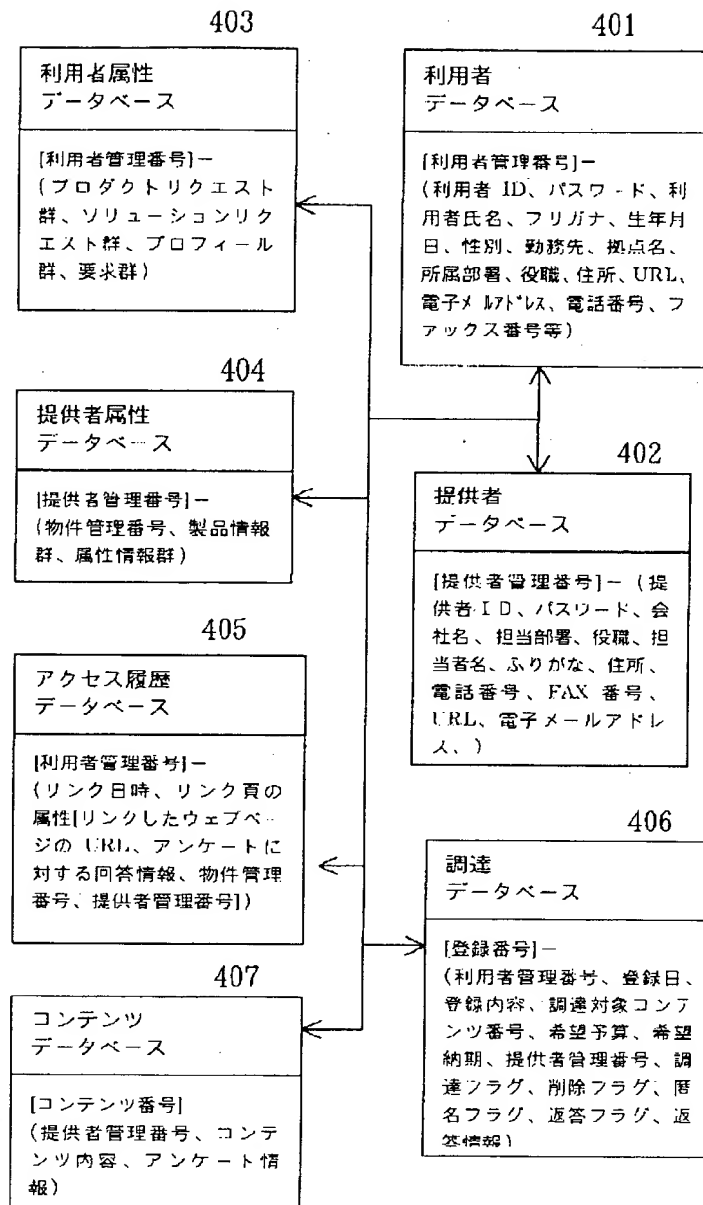 403
利用者属性
データベース
[利用者管理番号]－
(プロダクトリクエスト
群、ソリューションリク
エスト群、プロフィール
群、要求群)
401
利用者
データベース
[利用者管理番号]－
(利用者 ID、パスワード、利
用者氏名、フリガナ、生年月
日、性別、勤務先、拠点名、
所属部署、役職、住所、URL、
電子ﾒｰﾙｱﾄﾞﾚｽ、電話番号、フ
ァックス番号等)
404
提供者属性
データベース
[提供者管理番号]－
(物件管理番号、製品情報
群、属性情報群)
402
提供者
データベース
[提供者管理番号]－ (提
供者ＩＤ、パスワード、会
社名、担当部署、役職、担
当者名、ふりがな、住所、
電話番号、FAX 番号、
URL、電子メールアドレ
ス、)
405
アクセス履歴
データベース
[利用者管理番号]－
(リンク日時、リンク頁の
属性[リンクしたウェブペー
ジの URL、アンケートに
対する回答情報、物件管理
番号、提供者管理番号])
406
調達
データベース
[登録番号]－
(利用者管理番号、登録日、
登録内容、調達対象コンテ
ンツ番号、希望予算、希望
納期、提供者管理番号、調
達フラグ、削除フラグ、匿
名フラグ、返答フラグ、返
答情報)
407
コンテンツ
データベース
[コンテンツ番号]
(提供者管理番号、コンテ
ンツ内容、アンケート情
報)